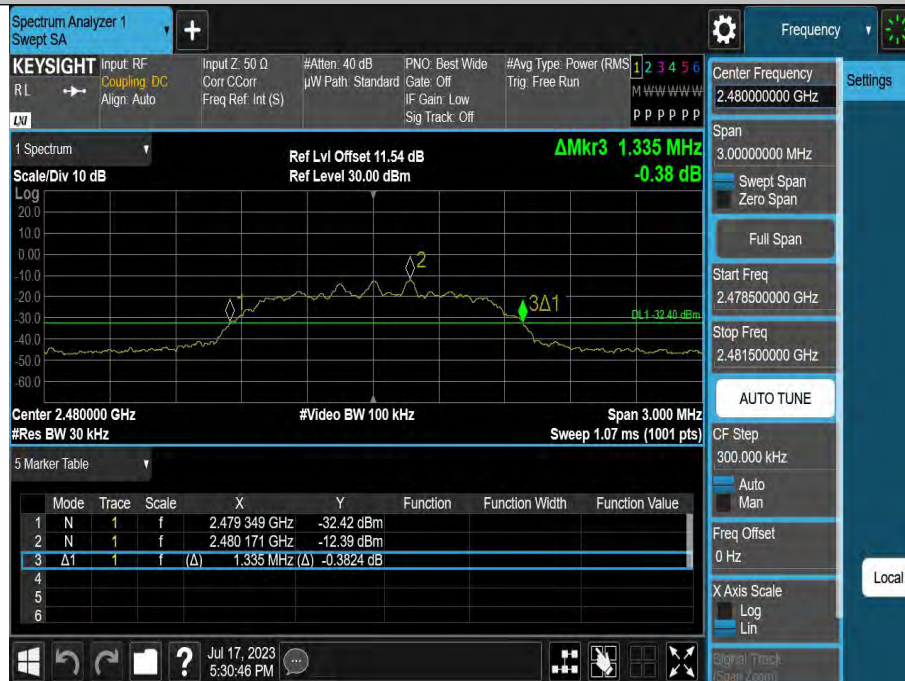 Spectrum Analyzer 1
Swept SA
Frequency
KEYSIGHT
RL
LXI
Input: RF
Coupling: DC
Align: Auto
Input Z: 50 Ω
Corr CCorr
Freq Ref: Int (S)
#Atten: 40 dB
µW Path: Standard
PNO: Best Wide
Gate: Off
IF Gain: Low
Sig Track: Off
#Avg Type: Power (RMS
Trig: Free Run
1 2 3 4 5 6
M W W W W W
P P P P P P
Center Frequency
2.480000000 GHz
Settings
Span
3.00000000 MHz
Swept Span
Zero Span
Full Span
Start Freq
2.478500000 GHz
Stop Freq
2.481500000 GHz
AUTO TUNE
CF Step
300.000 kHz
Auto
Man
Freq Offset
0 Hz
X Axis Scale
Log
Lin
Signal Track
(Span Zoom)
Local
1 Spectrum
Scale/Div 10 dB
Ref Lvl Offset 11.54 dB
Ref Level 30.00 dBm
ΔMkr3 1.335 MHz
-0.38 dB
Log
20.0
10.0
0.00
-10.0
-20.0
-30.0
-40.0
-50.0
-60.0
1
2
3Δ1
DL1 -32.40 dBm
Center 2.480000 GHz
#Video BW 100 kHz
Span 3.000 MHz
#Res BW 30 kHz
Sweep 1.07 ms (1001 pts)
5 Marker Table
Mode Trace Scale X Y Function Function Width Function Value
1 N 1 f 2.479 349 GHz -32.42 dBm
2 N 1 f 2.480 171 GHz -12.39 dBm
3 Δ1 1 f (Δ) 1.335 MHz (Δ) -0.3824 dB
4
5
6
?
Jul 17, 2023
5:30:46 PM